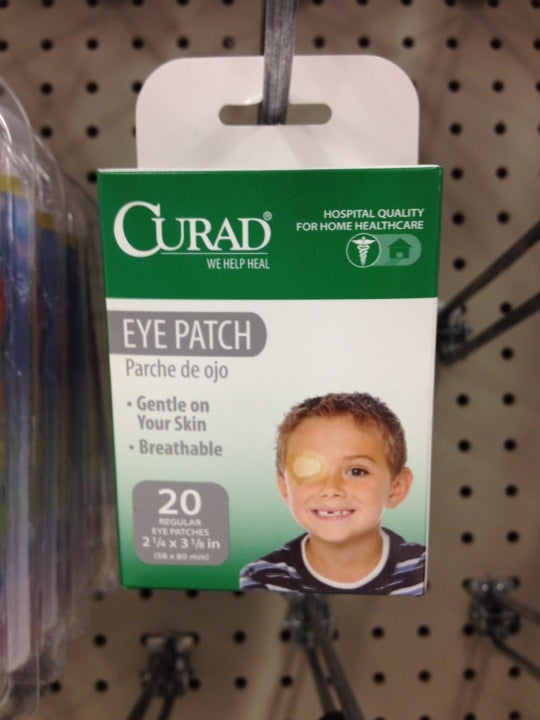 CURAD®
WE HELP HEAL
HOSPITAL QUALITY
FOR HOME HEALTHCARE
EYE PATCH
Parche de ojo
• Gentle on
Your Skin
• Breathable
20
REGULAR
EYE PATCHES
2 1/4 x 3 1/8 in
(58 x 80 mm)